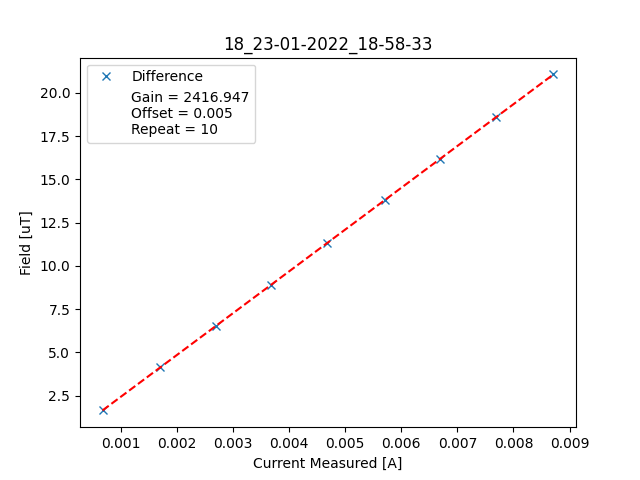 18_23-01-2022_18-58-33
Difference
Gain = 2416.947
Offset = 0.005
Repeat = 10
20.0
17.5
15.0
12.5
10.0
7.5
5.0
2.5
Field [uT]
0.001 0.002 0.003 0.004 0.005 0.006 0.007 0.008 0.009
Current Measured [A]